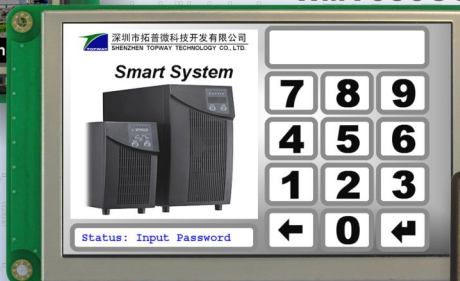 深圳市拓普微科技开发有限公司
TOPWAY
SHENZHEN TOPWAY TECHNOLOGY CO., LTD.
Smart System
7 8 9
4 5 6
1 2 3
← 0 ↵
Status: Input Password